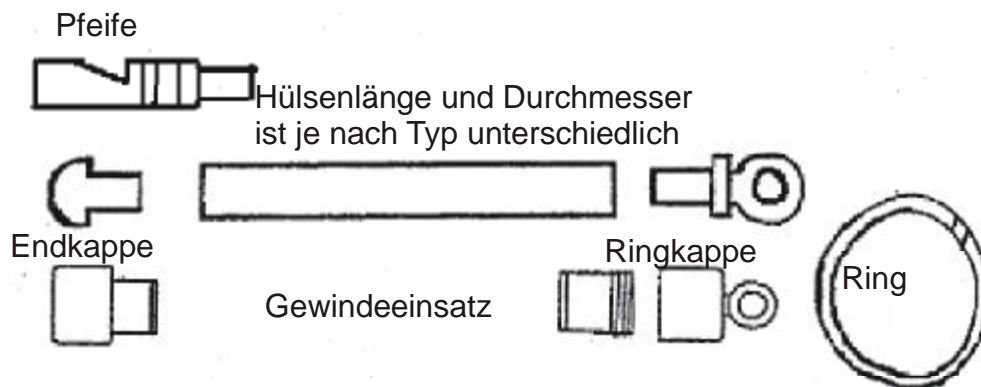 Pfeife
Hülsenlänge und Durchmesser
ist je nach Typ unterschiedlich
Endkappe
Ringkappe
Ring
Gewindeeinsatz